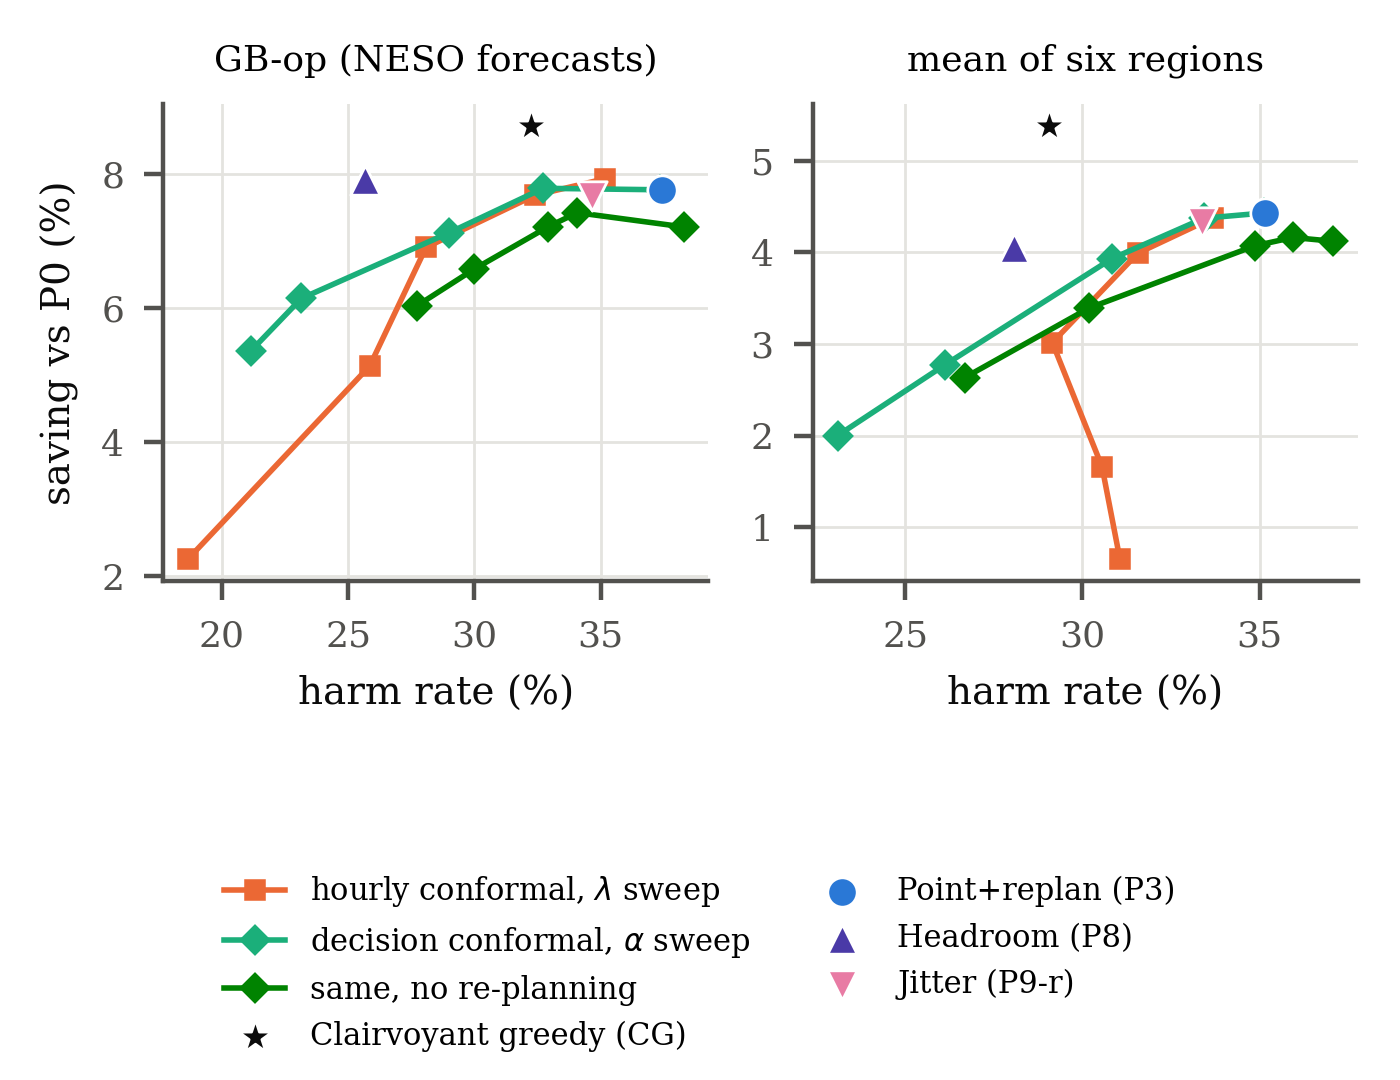 GB-op (NESO forecasts)
mean of six regions
saving vs P0 (%)
8
6
4
2
20 25 30 35
harm rate (%)
5
4
3
2
1
25 30 35
harm rate (%)
hourly conformal, λ sweep
decision conformal, α sweep
same, no re-planning
Clairvoyant greedy (CG)
Point+replan (P3)
Headroom (P8)
Jitter (P9-r)